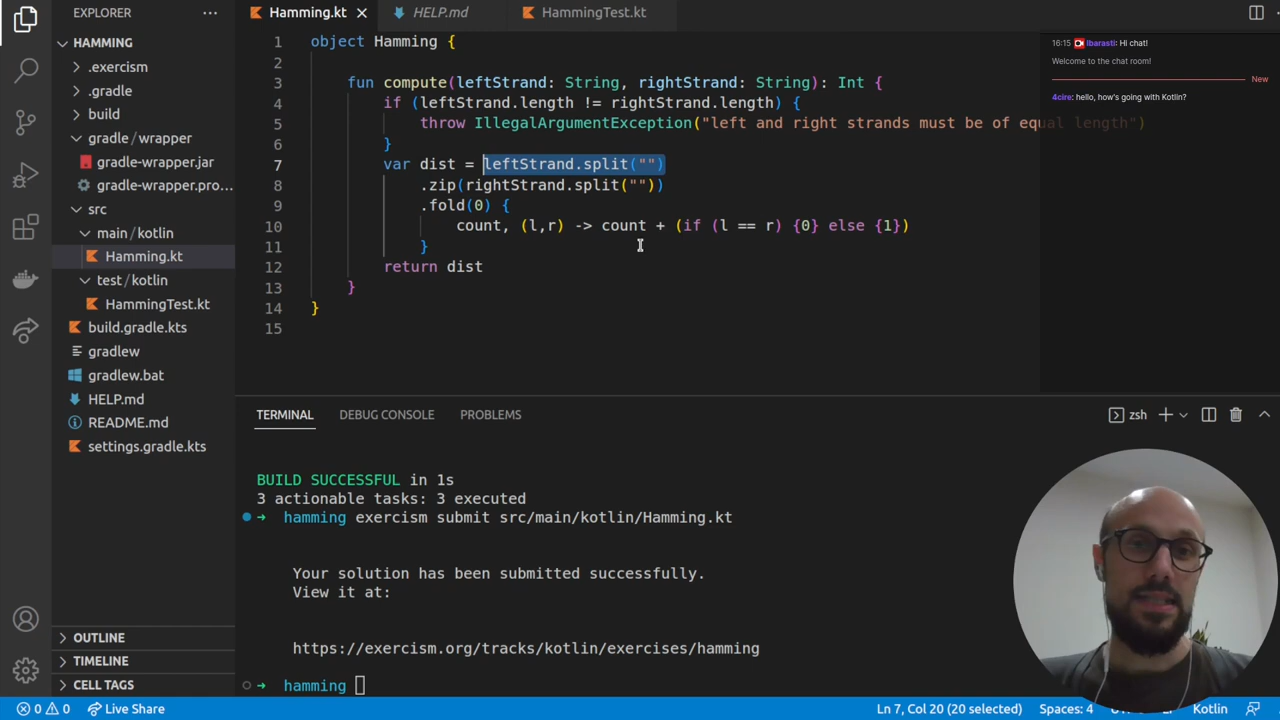 EXPLORER
HAMMING
.exercism
.gradle
build
gradle / wrapper
gradle-wrapper.jar
gradle-wrapper.pro...
src
main / kotlin
Hamming.kt
test / kotlin
HammingTest.kt
build.gradle.kts
gradlew
gradlew.bat
HELP.md
README.md
settings.gradle.kts
OUTLINE
TIMELINE
CELL TAGS
Hamming.kt
HELP.md
HammingTest.kt
1 object Hamming {
2
3 fun compute(leftStrand: String, rightStrand: String): Int {
4 if (leftStrand.length != rightStrand.length) {
5 throw IllegalArgumentException("left and right strands must be of equal length")
6 }
7 var dist = leftStrand.split("")
8 .zip(rightStrand.split(""))
9 .fold(0) {
10 count, (l,r) -> count + (if (l == r) {0} else {1})
11 }
12 return dist
13 }
14 }
15
16:15 lbarasti: Hi chat!
Welcome to the chat room!
New
4cire: hello, how's going with Kotlin?
TERMINAL DEBUG CONSOLE PROBLEMS
zsh
BUILD SUCCESSFUL in 1s
3 actionable tasks: 3 executed
➜ hamming exercism submit src/main/kotlin/Hamming.kt
Your solution has been submitted successfully.
View it at:
https://exercism.org/tracks/kotlin/exercises/hamming
➜ hamming
0 0 Live Share
Ln 7, Col 20 (20 selected) Spaces: 4 Kotlin